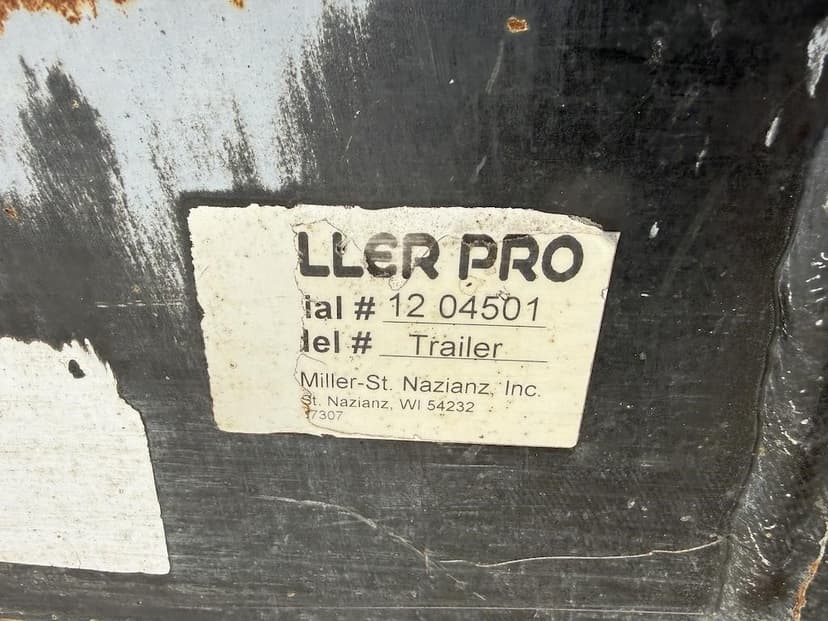 LLER PRO
ial # 12 04501
del # Trailer
Miller-St. Nazianz, Inc.
St. Nazianz, WI 54232
7307